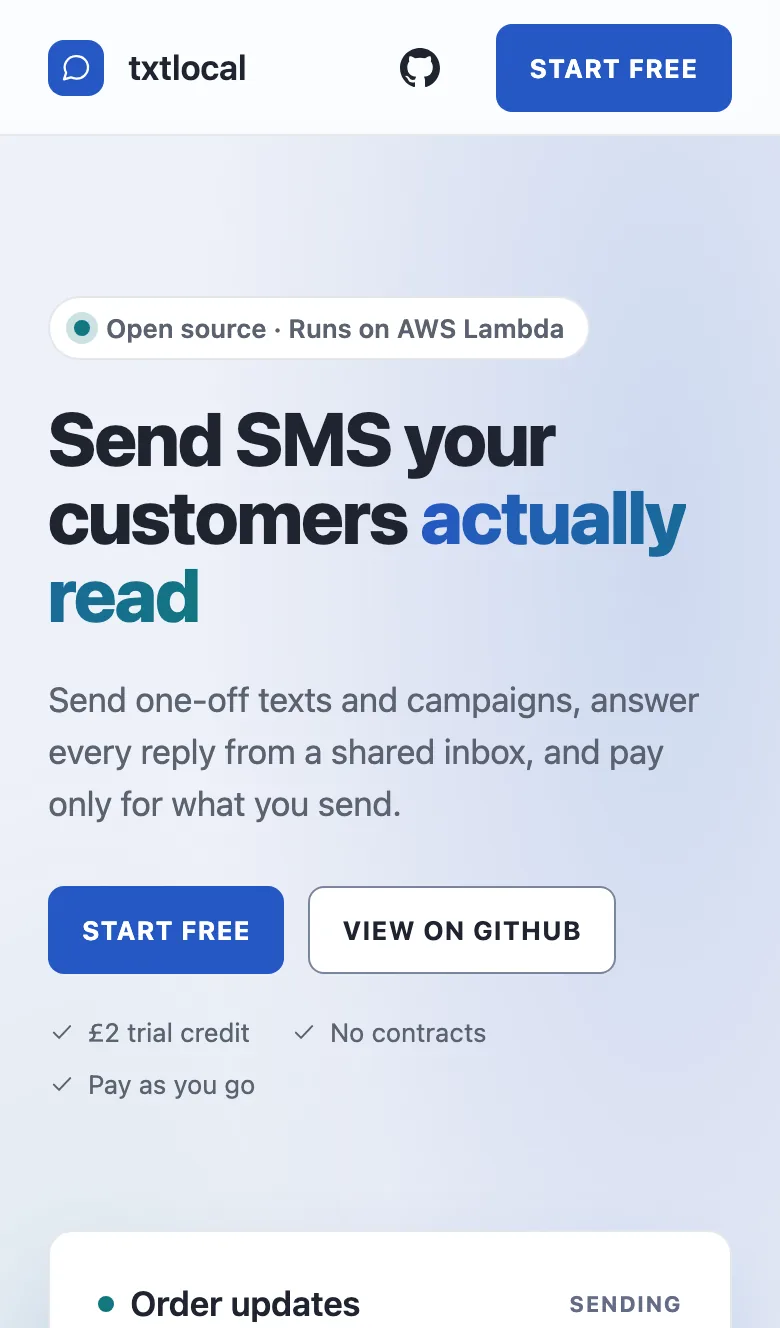 txtlocal
START FREE
Open source · Runs on AWS Lambda
Send SMS your
customers actually
read
Send one-off texts and campaigns, answer
every reply from a shared inbox, and pay
only for what you send.
START FREE
VIEW ON GITHUB
£2 trial credit
No contracts
Pay as you go
Order updates
SENDING